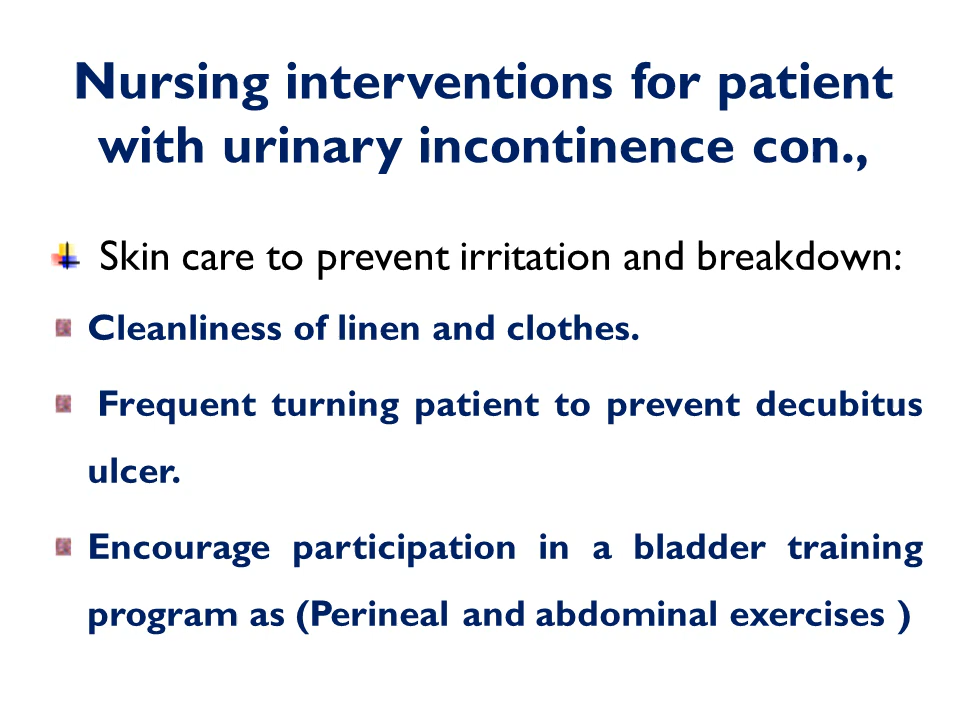 Nursing interventions for patient
with urinary incontinence con.,
Skin care to prevent irritation and breakdown:
Cleanliness of linen and clothes.
Frequent turning patient to prevent decubitus
ulcer.
Encourage participation in a bladder training
program as (Perineal and abdominal exercises )